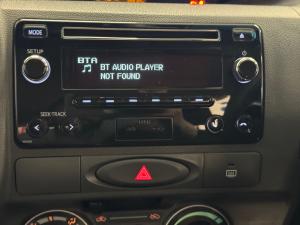 MODE
SETUP
BTA
BT AUDIO PLAYER
NOT FOUND
SEEK/TRACK